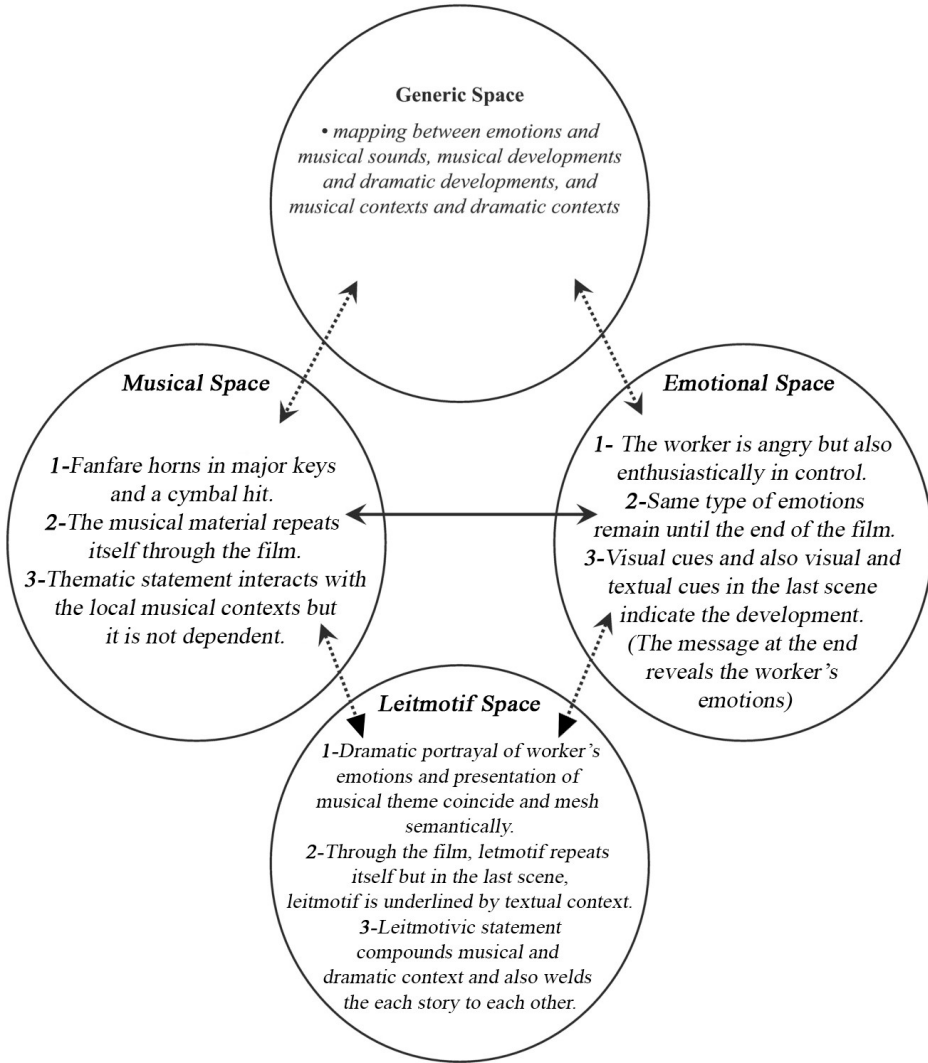 Generic Space
• mapping between emotions and
musical sounds, musical developments
and dramatic developments, and
musical contexts and dramatic contexts
Musical Space
1-Fanfare horns in major keys
and a cymbal hit.
2-The musical material repeats
itself through the film.
3-Thematic statement interacts with
the local musical contexts but
it is not dependent.
Emotional Space
1- The worker is angry but also
enthusiastically in control.
2-Same type of emotions
remain until the end of the film.
3-Visual cues and also visual and
textual cues in the last scene
indicate the development.
(The message at the end
reveals the worker's
emotions)
Leitmotif Space
1-Dramatic portrayal of worker's
emotions and presentation of
musical theme coincide and mesh
semantically.
2-Through the film, letmotif repeats
itself but in the last scene,
leitmotif is underlined by textual context.
3-Leitmotivic statement
compounds musical and
dramatic context and also welds
the each story to each other.